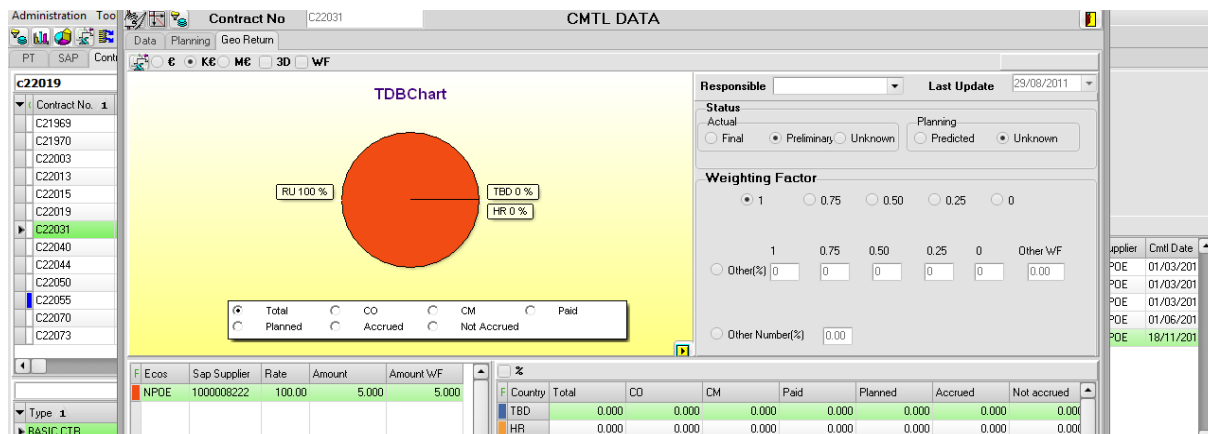 Administration Too
Contract No C22031 CMTL DATA
Data Planning Geo Return
PT SAP Cont
€ K€ M€ 3D WF
c22019
Responsible Last Update 29/08/2011
Contract No. 1
C21969
C21970
C22003
C22013
C22015
C22019
C22031
C22040
C22044
C22050
C22055
C22070
C22073
TDBChart
RU 100 %
TBD 0 %
HR 0 %
Total CO CM Paid
Planned Accrued Not Accrued
Status
Actual Planning
Final Preliminary Unknown Predicted Unknown
Weighting Factor
1 0.75 0.50 0.25 0
1 0.75 0.50 0.25 0 Other WF
Other(%) 0 0 0 0 0 0.00
Other Number(%) 0.00
upplier Cmtl Date
POE 01/03/201
POE 01/03/201
POE 01/03/201
POE 01/06/201
POE 18/11/201
F Ecos Sap Supplier Rate Amount Amount WF
NPOE 1000008222 100.00 5.000 5.000
%
F Country Total CO CM Paid Planned Accrued Not accrued
TBD 0.000 0.000 0.000 0.000 0.000 0.000 0.000
HR 0.000 0.000 0.000 0.000 0.000 0.000 0.000
Type 1
BASIC CTR